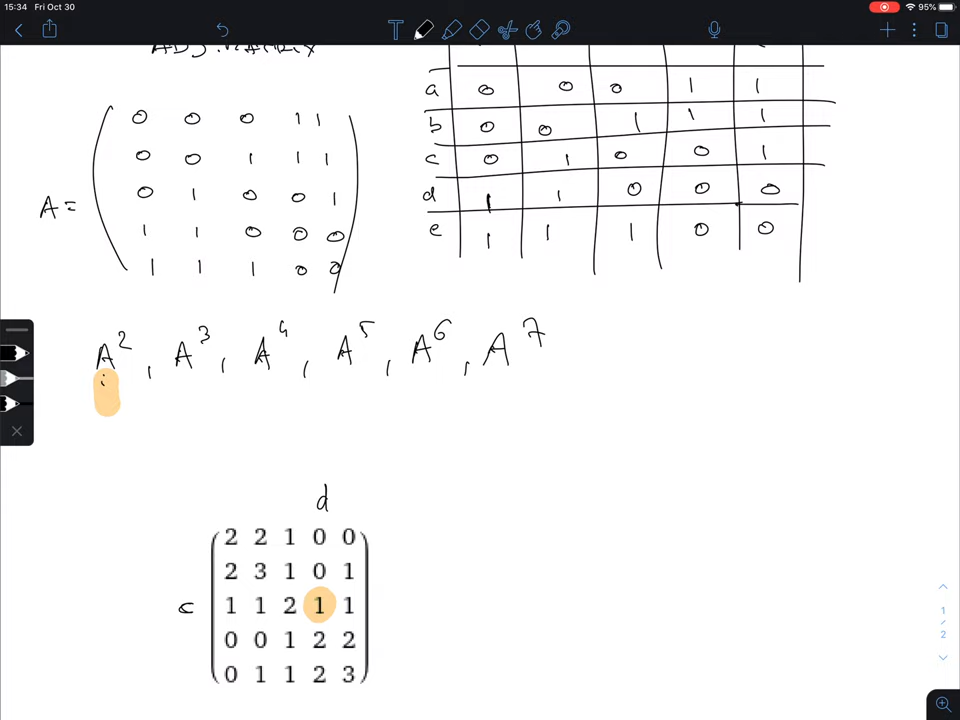 15:34 Fri Oct 30
95%
ADJ. MATRIX
a 0 0 0 1 1
b 0 0 1 1 1
c 0 1 0 0 1
d 1 1 0 0 0
e 1 1 1 0 0
A =
0 0 0 1 1
0 0 1 1 1
0 1 0 0 1
1 1 0 0 0
1 1 1 0 0
A², A³, A⁴, A⁵, A⁶, A⁷
d
2 2 1 0 0
2 3 1 0 1
c 1 1 2 1 1
0 0 1 2 2
0 1 1 2 3
1
/
2